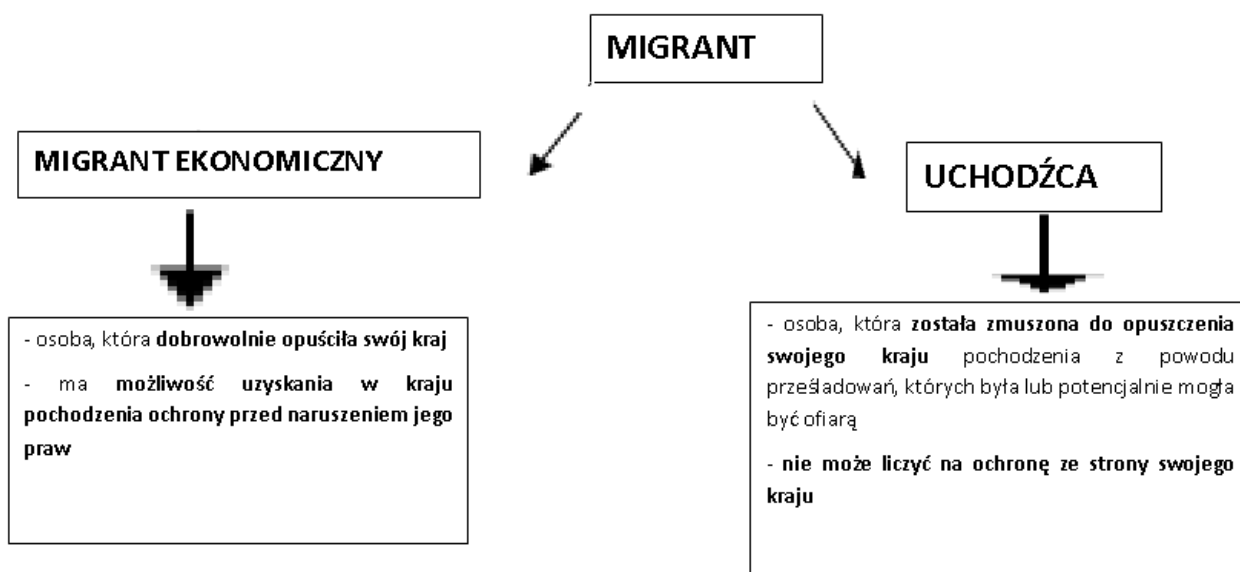 MIGRANT
MIGRANT EKONOMICZNY
- osoba, która dobrowolnie opuściła swój kraj
- ma możliwość uzyskania w kraju
pochodzenia ochrony przed naruszeniem jego
praw
UCHODŹCA
- osoba, która została zmuszona do opuszczenia
swojego kraju pochodzenia z powodu
prześladowań, których była lub potencjalnie mogła
być ofiarą
- nie może liczyć na ochronę ze strony swojego
kraju